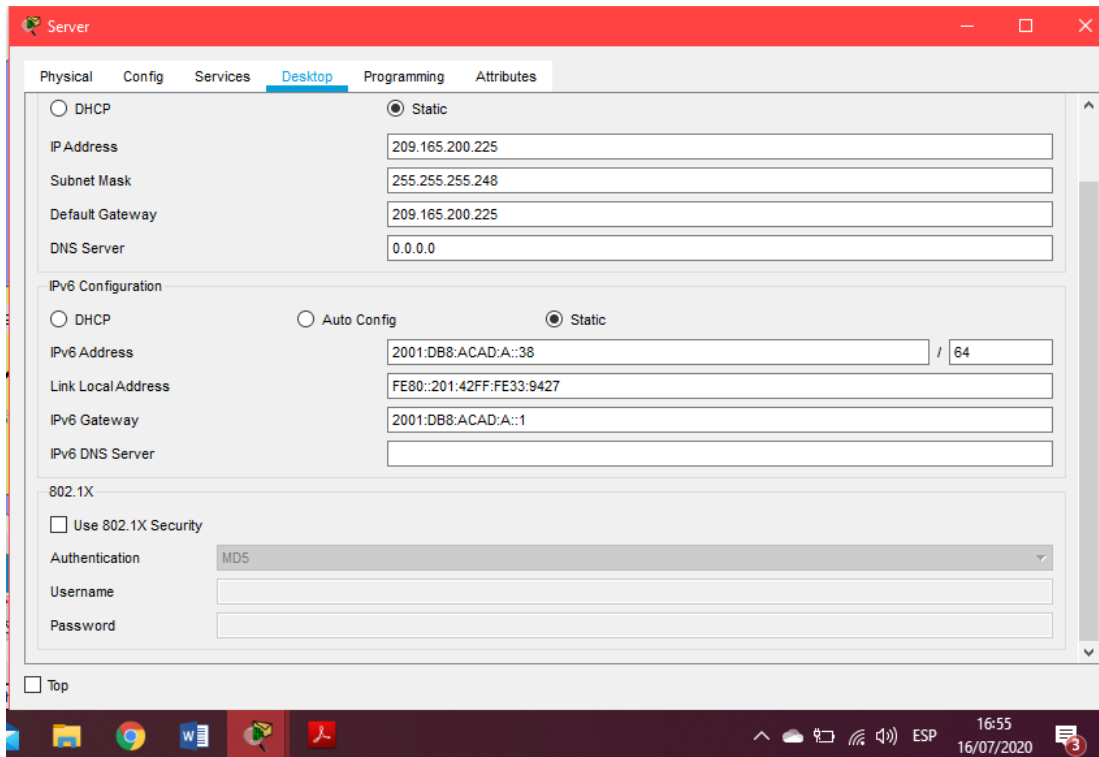 Server
Physical Config Services Desktop Programming Attributes
DHCP Static
IP Address 209.165.200.225
Subnet Mask 255.255.255.248
Default Gateway 209.165.200.225
DNS Server 0.0.0.0
IPv6 Configuration
DHCP Auto Config Static
IPv6 Address 2001:DB8:ACAD:A::38 / 64
Link Local Address FE80::201:42FF:FE33:9427
IPv6 Gateway 2001:DB8:ACAD:A::1
IPv6 DNS Server
802.1X
Use 802.1X Security
Authentication MD5
Username
Password
Top
ESP 16:55
16/07/2020 3